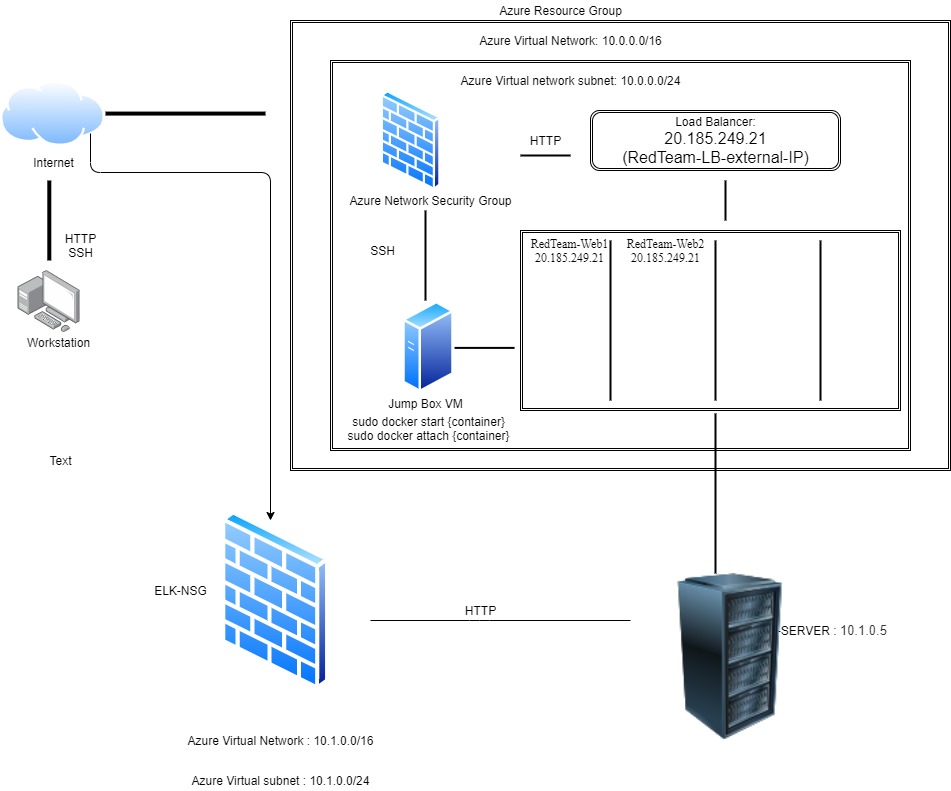 Azure Resource Group
Azure Virtual Network: 10.0.0.0/16
Azure Virtual network subnet: 10.0.0.0/24
Internet
HTTP
SSH
Workstation
Text
Azure Network Security Group
HTTP
Load Balancer:
20.185.249.21
(RedTeam-LB-external-IP)
SSH
RedTeam-Web1
20.185.249.21
RedTeam-Web2
20.185.249.21
Jump Box VM
sudo docker start {container}
sudo docker attach {container}
ELK-NSG
HTTP
-SERVER : 10.1.0.5
Azure Virtual Network : 10.1.0.0/16
Azure Virtual subnet : 10.1.0.0/24